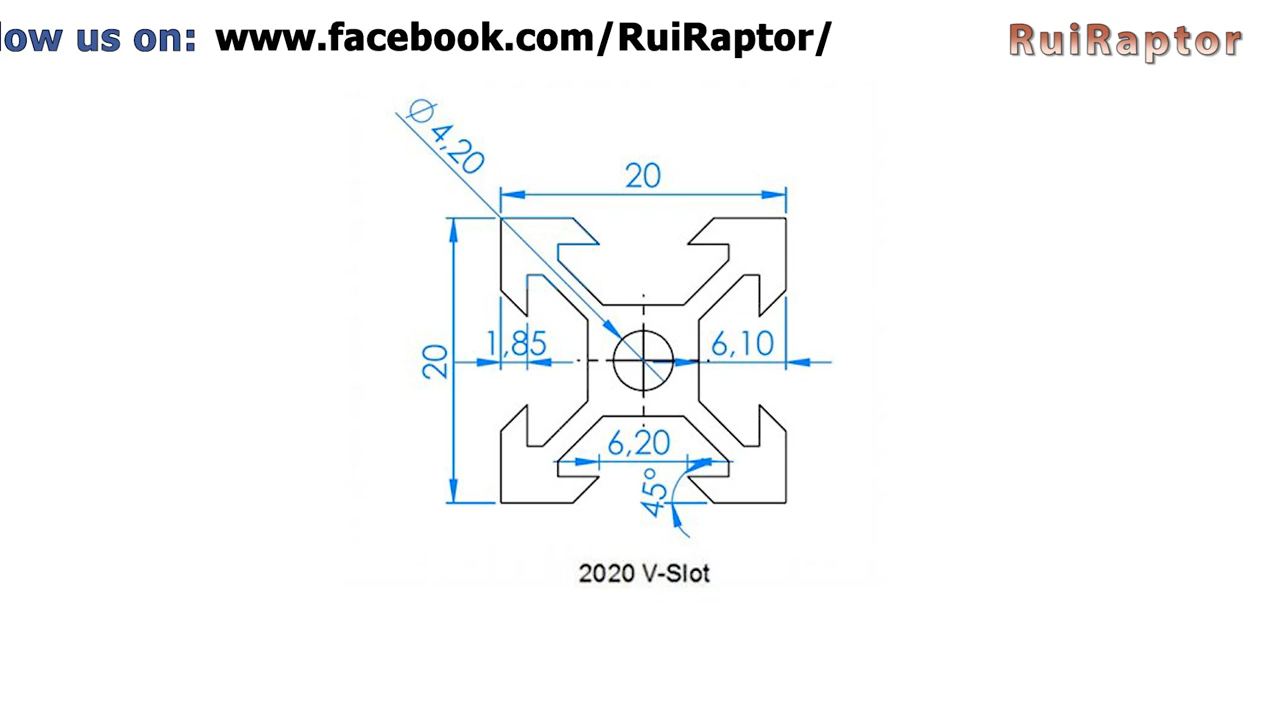 low us on: www.facebook.com/RuiRaptor/
RuiRaptor
Ø 4,20
20
20
1,85
6,10
6,20
45°
2020 V-Slot